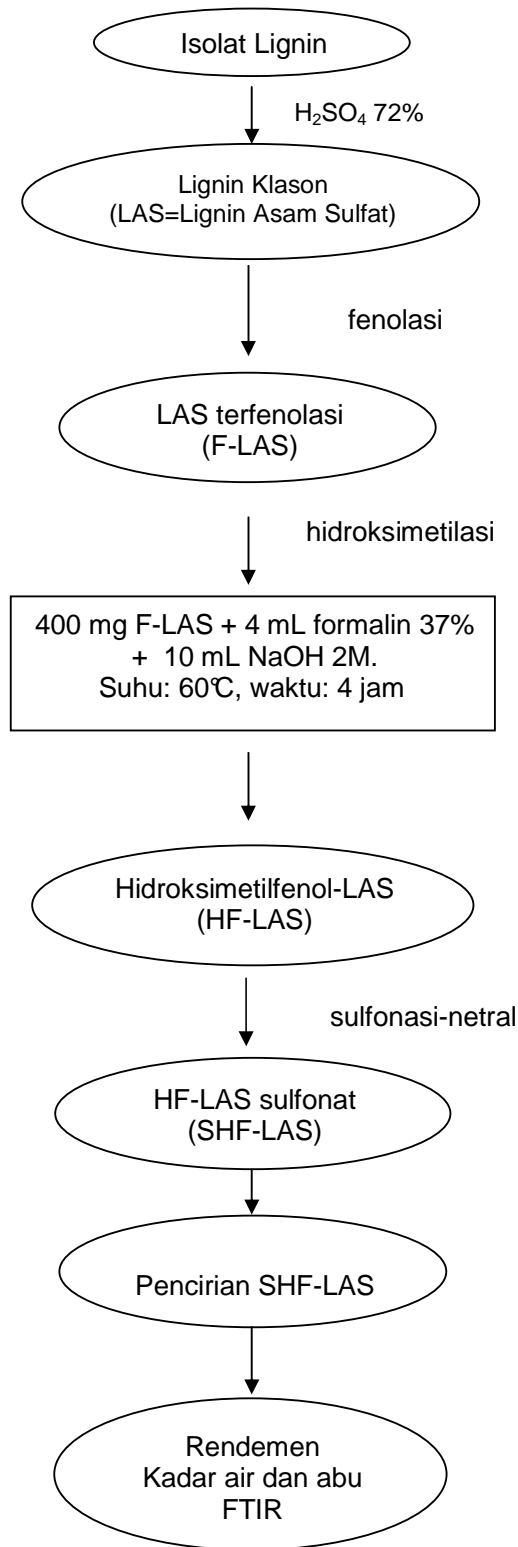 Isolat Lignin
H₂SO₄ 72%
Lignin Klason
(LAS=Lignin Asam Sulfat)
fenolasi
LAS terfenolasi
(F-LAS)
hidroksimetilasi
400 mg F-LAS + 4 mL formalin 37%
+ 10 mL NaOH 2M.
Suhu: 60°C, waktu: 4 jam
Hidroksimetilfenol-LAS
(HF-LAS)
sulfonasi-netral
HF-LAS sulfonat
(SHF-LAS)
Pencirian SHF-LAS
Rendemen
Kadar air dan abu
FTIR